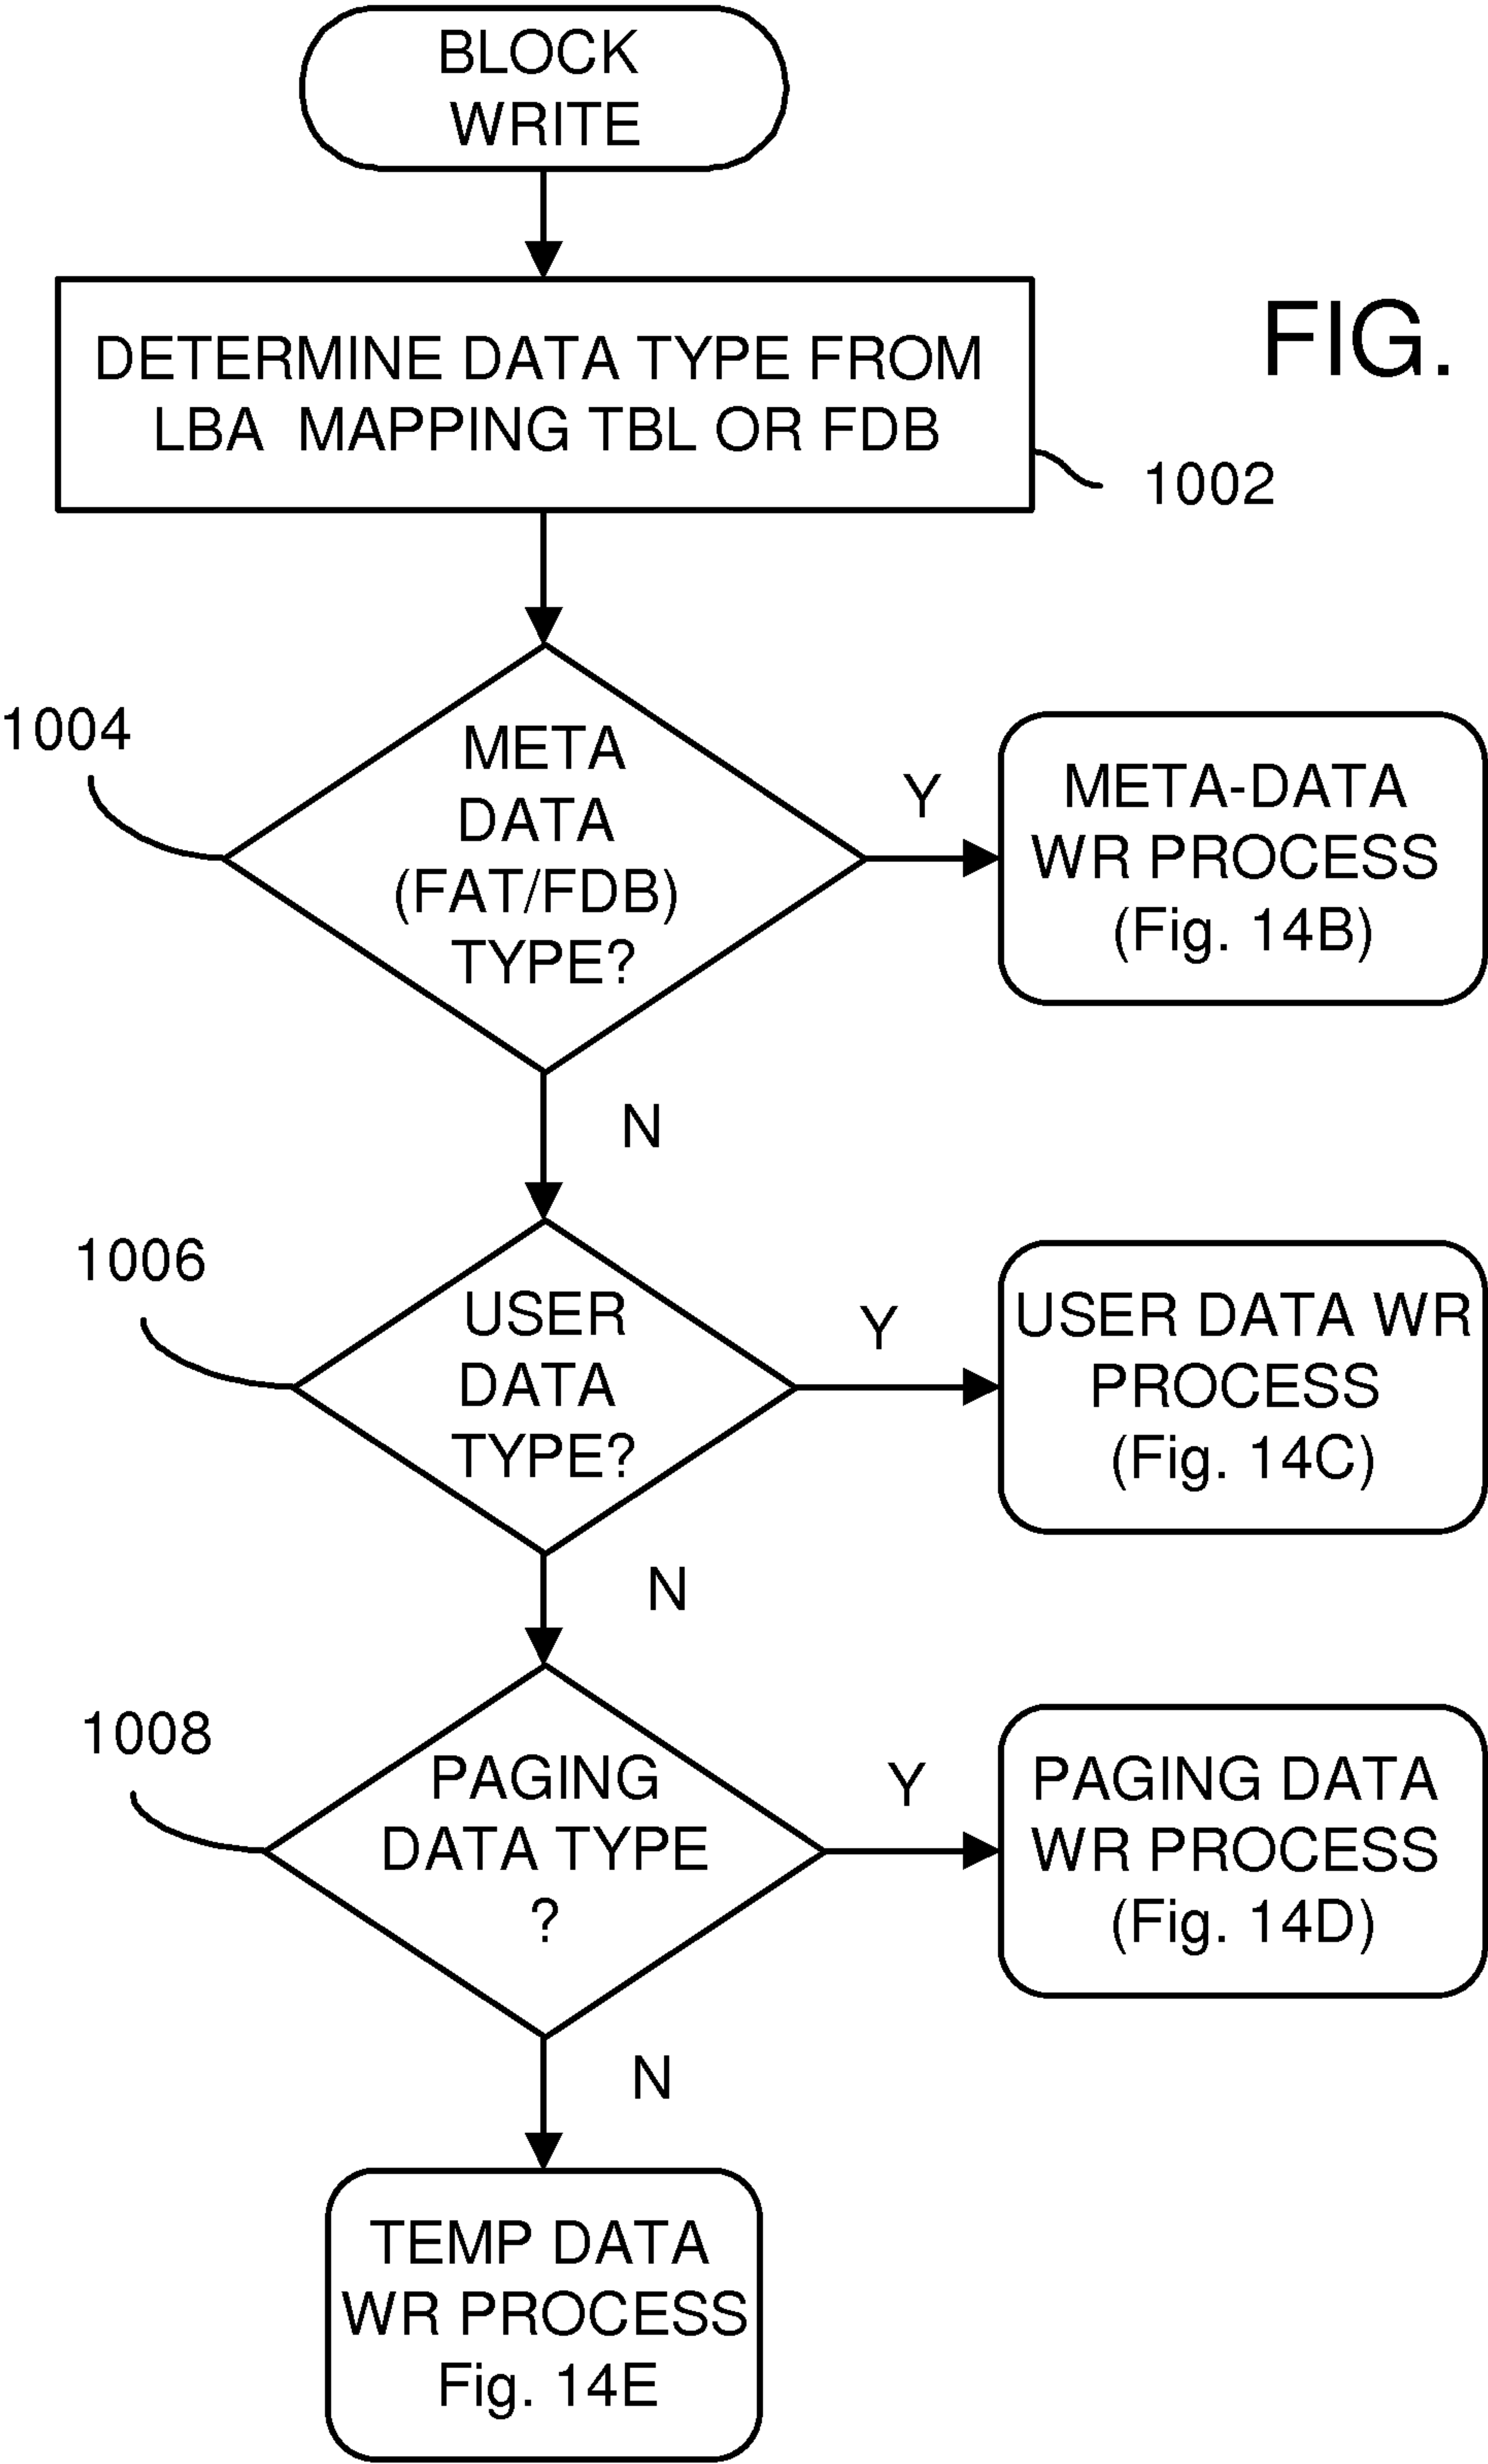 BLOCK
WRITE
DETERMINE DATA TYPE FROM
LBA MAPPING TBL OR FDB
FIG.
1002
1004
META
DATA
(FAT/FDB)
TYPE?
Y
META-DATA
WR PROCESS
(Fig. 14B)
N
1006
USER
DATA
TYPE?
Y
USER DATA WR
PROCESS
(Fig. 14C)
N
1008
PAGING
DATA TYPE
?
Y
PAGING DATA
WR PROCESS
(Fig. 14D)
N
TEMP DATA
WR PROCESS
Fig. 14E